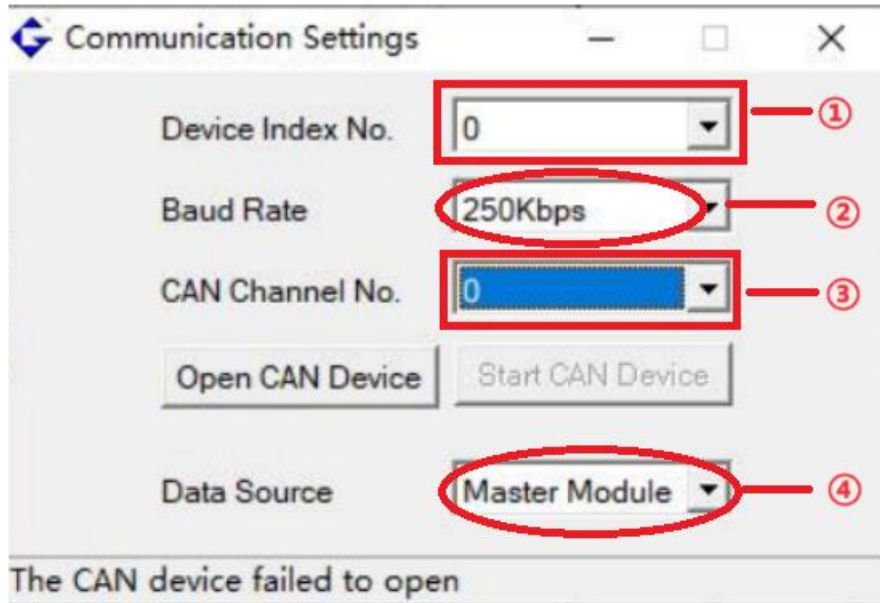 Communication Settings
Device Index No. 0 ①
Baud Rate 250Kbps ②
CAN Channel No. 0 ③
Open CAN Device Start CAN Device
Data Source Master Module ④
The CAN device failed to open